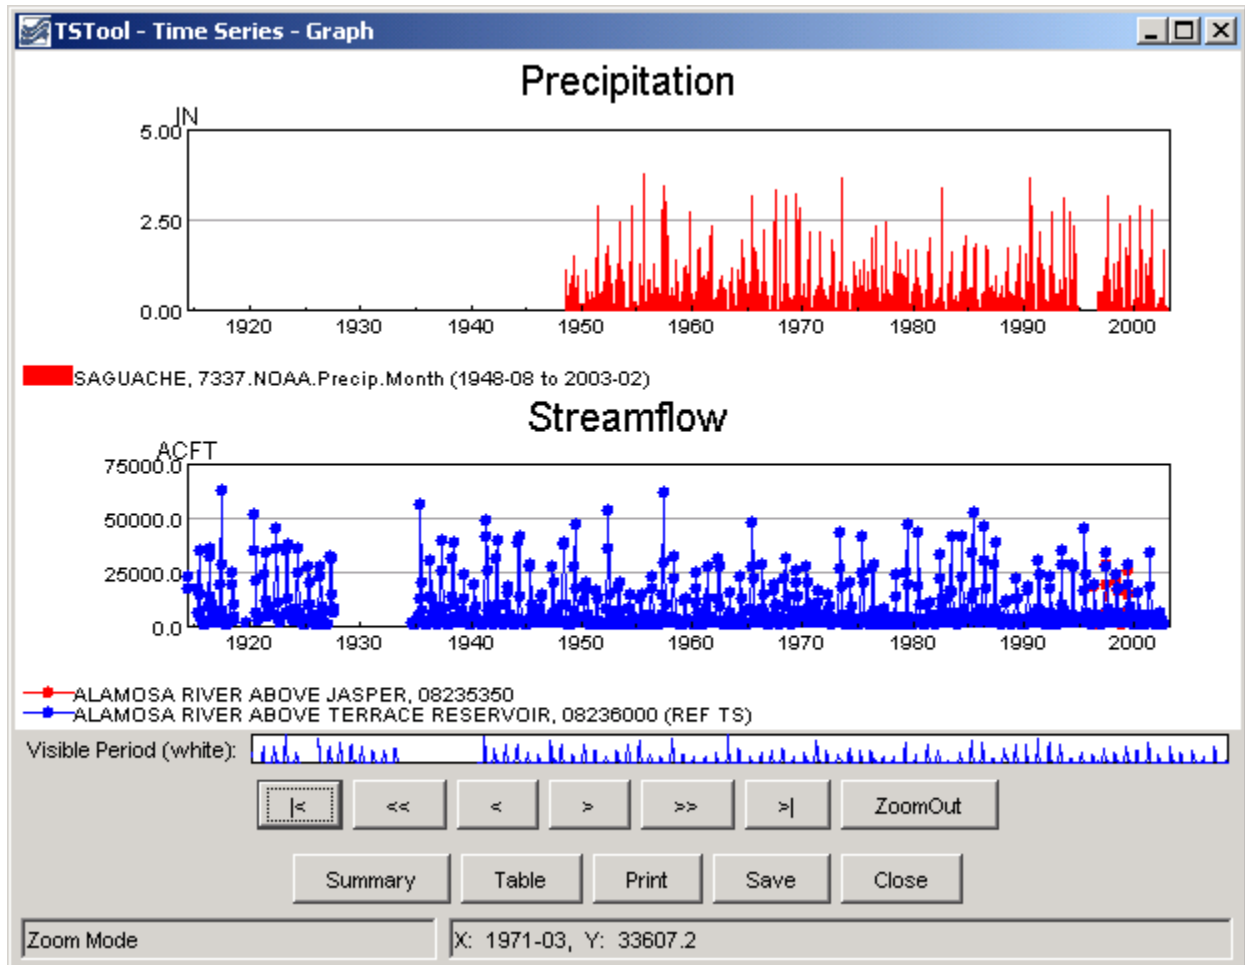 TSTool - Time Series - Graph
Precipitation
IN
5.00
2.50
0.00
1920 1930 1940 1950 1960 1970 1980 1990 2000
SAGUACHE, 7337.NOAA.Precip.Month (1948-08 to 2003-02)
Streamflow
ACFT
75000.0
50000.0
25000.0
0.0
1920 1930 1940 1950 1960 1970 1980 1990 2000
ALAMOSA RIVER ABOVE JASPER, 08235350
ALAMOSA RIVER ABOVE TERRACE RESERVOIR, 08236000 (REF TS)
Visible Period (white):
|< << < > >> >| ZoomOut
Summary Table Print Save Close
Zoom Mode X: 1971-03, Y: 33607.2